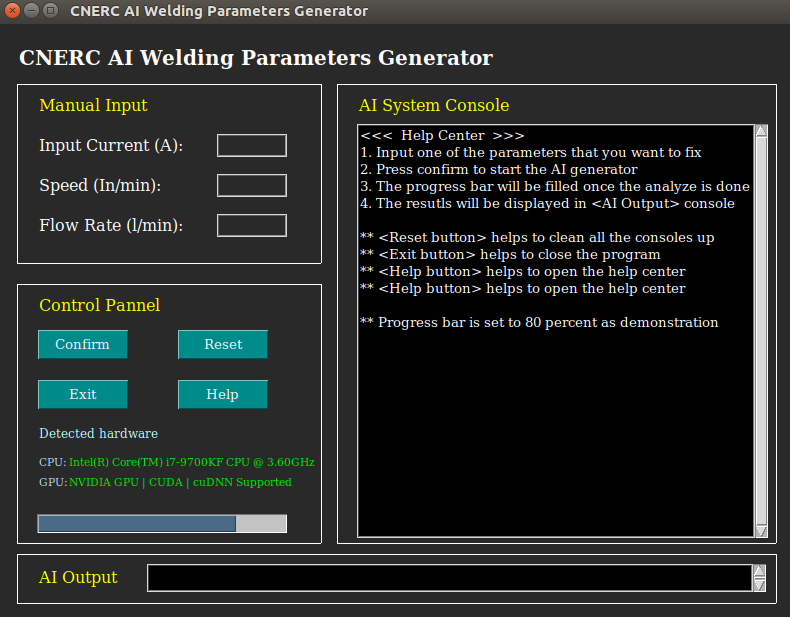 CNERC AI Welding Parameters Generator
CNERC AI Welding Parameters Generator
Manual Input
Input Current (A):
Speed (In/min):
Flow Rate (l/min):
Control Pannel
Confirm
Reset
Exit
Help
Detected hardware
CPU: Intel(R) Core(TM) i7-9700KF CPU @ 3.60GHz
GPU: NVIDIA GPU | CUDA | cuDNN Supported
AI System Console
<<<  Help Center  >>>
1. Input one of the parameters that you want to fix
2. Press confirm to start the AI generator
3. The progress bar will be filled once the analyze is done
4. The resutls will be displayed in <AI Output> console
** <Reset button> helps to clean all the consoles up
** <Exit button> helps to close the program
** <Help button> helps to open the help center
** <Help button> helps to open the help center
** Progress bar is set to 80 percent as demonstration
AI Output